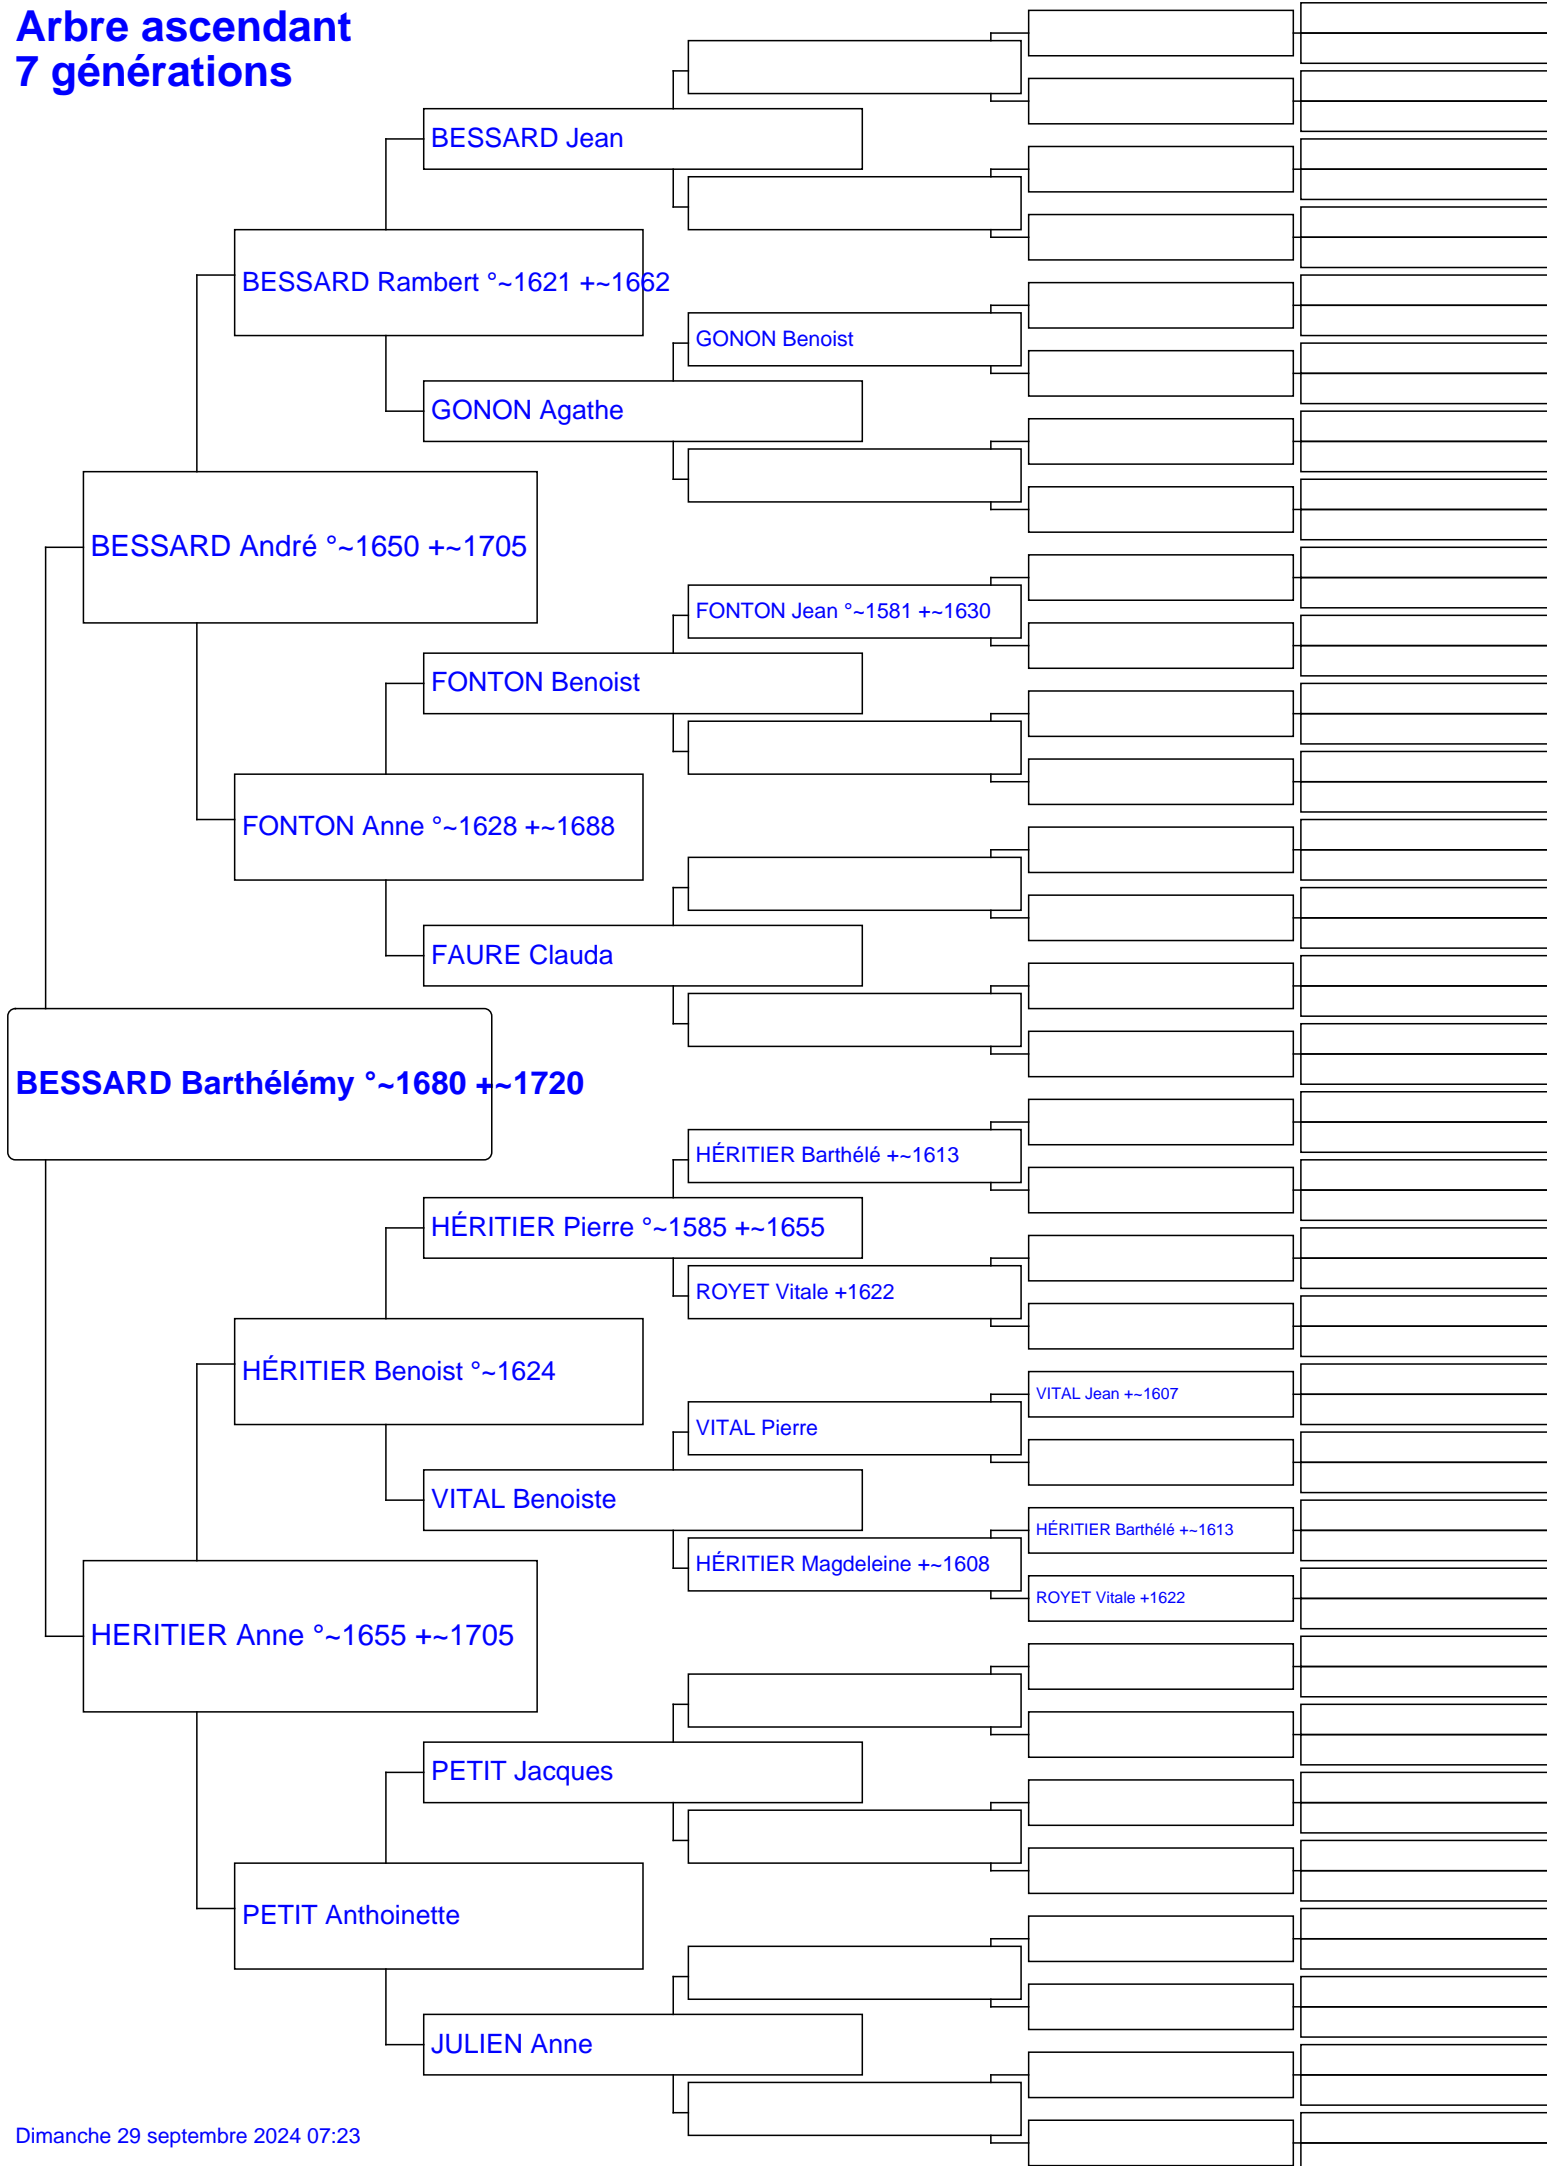 Arbre ascendant
7 générations
BESSARD Jean
BESSARD Rambert °~1621 +~1662
GONON Benoist
GONON Agathe
BESSARD André °~1650 +~1705
FONTON Jean °~1581 +~1630
FONTON Benoist
FONTON Anne °~1628 +~1688
FAURE Clauda
BESSARD Barthélémy °~1680 +~1720
HÉRITIER Barthélé +~1613
HÉRITIER Pierre °~1585 +~1655
ROYET Vitale +1622
HÉRITIER Benoist °~1624
VITAL Jean +~1607
VITAL Pierre
VITAL Benoiste
HÉRITIER Barthélé +~1613
HÉRITIER Magdeleine +~1608
ROYET Vitale +1622
HERITIER Anne °~1655 +~1705
PETIT Jacques
PETIT Anthoinette
JULIEN Anne
Dimanche 29 septembre 2024 07:23